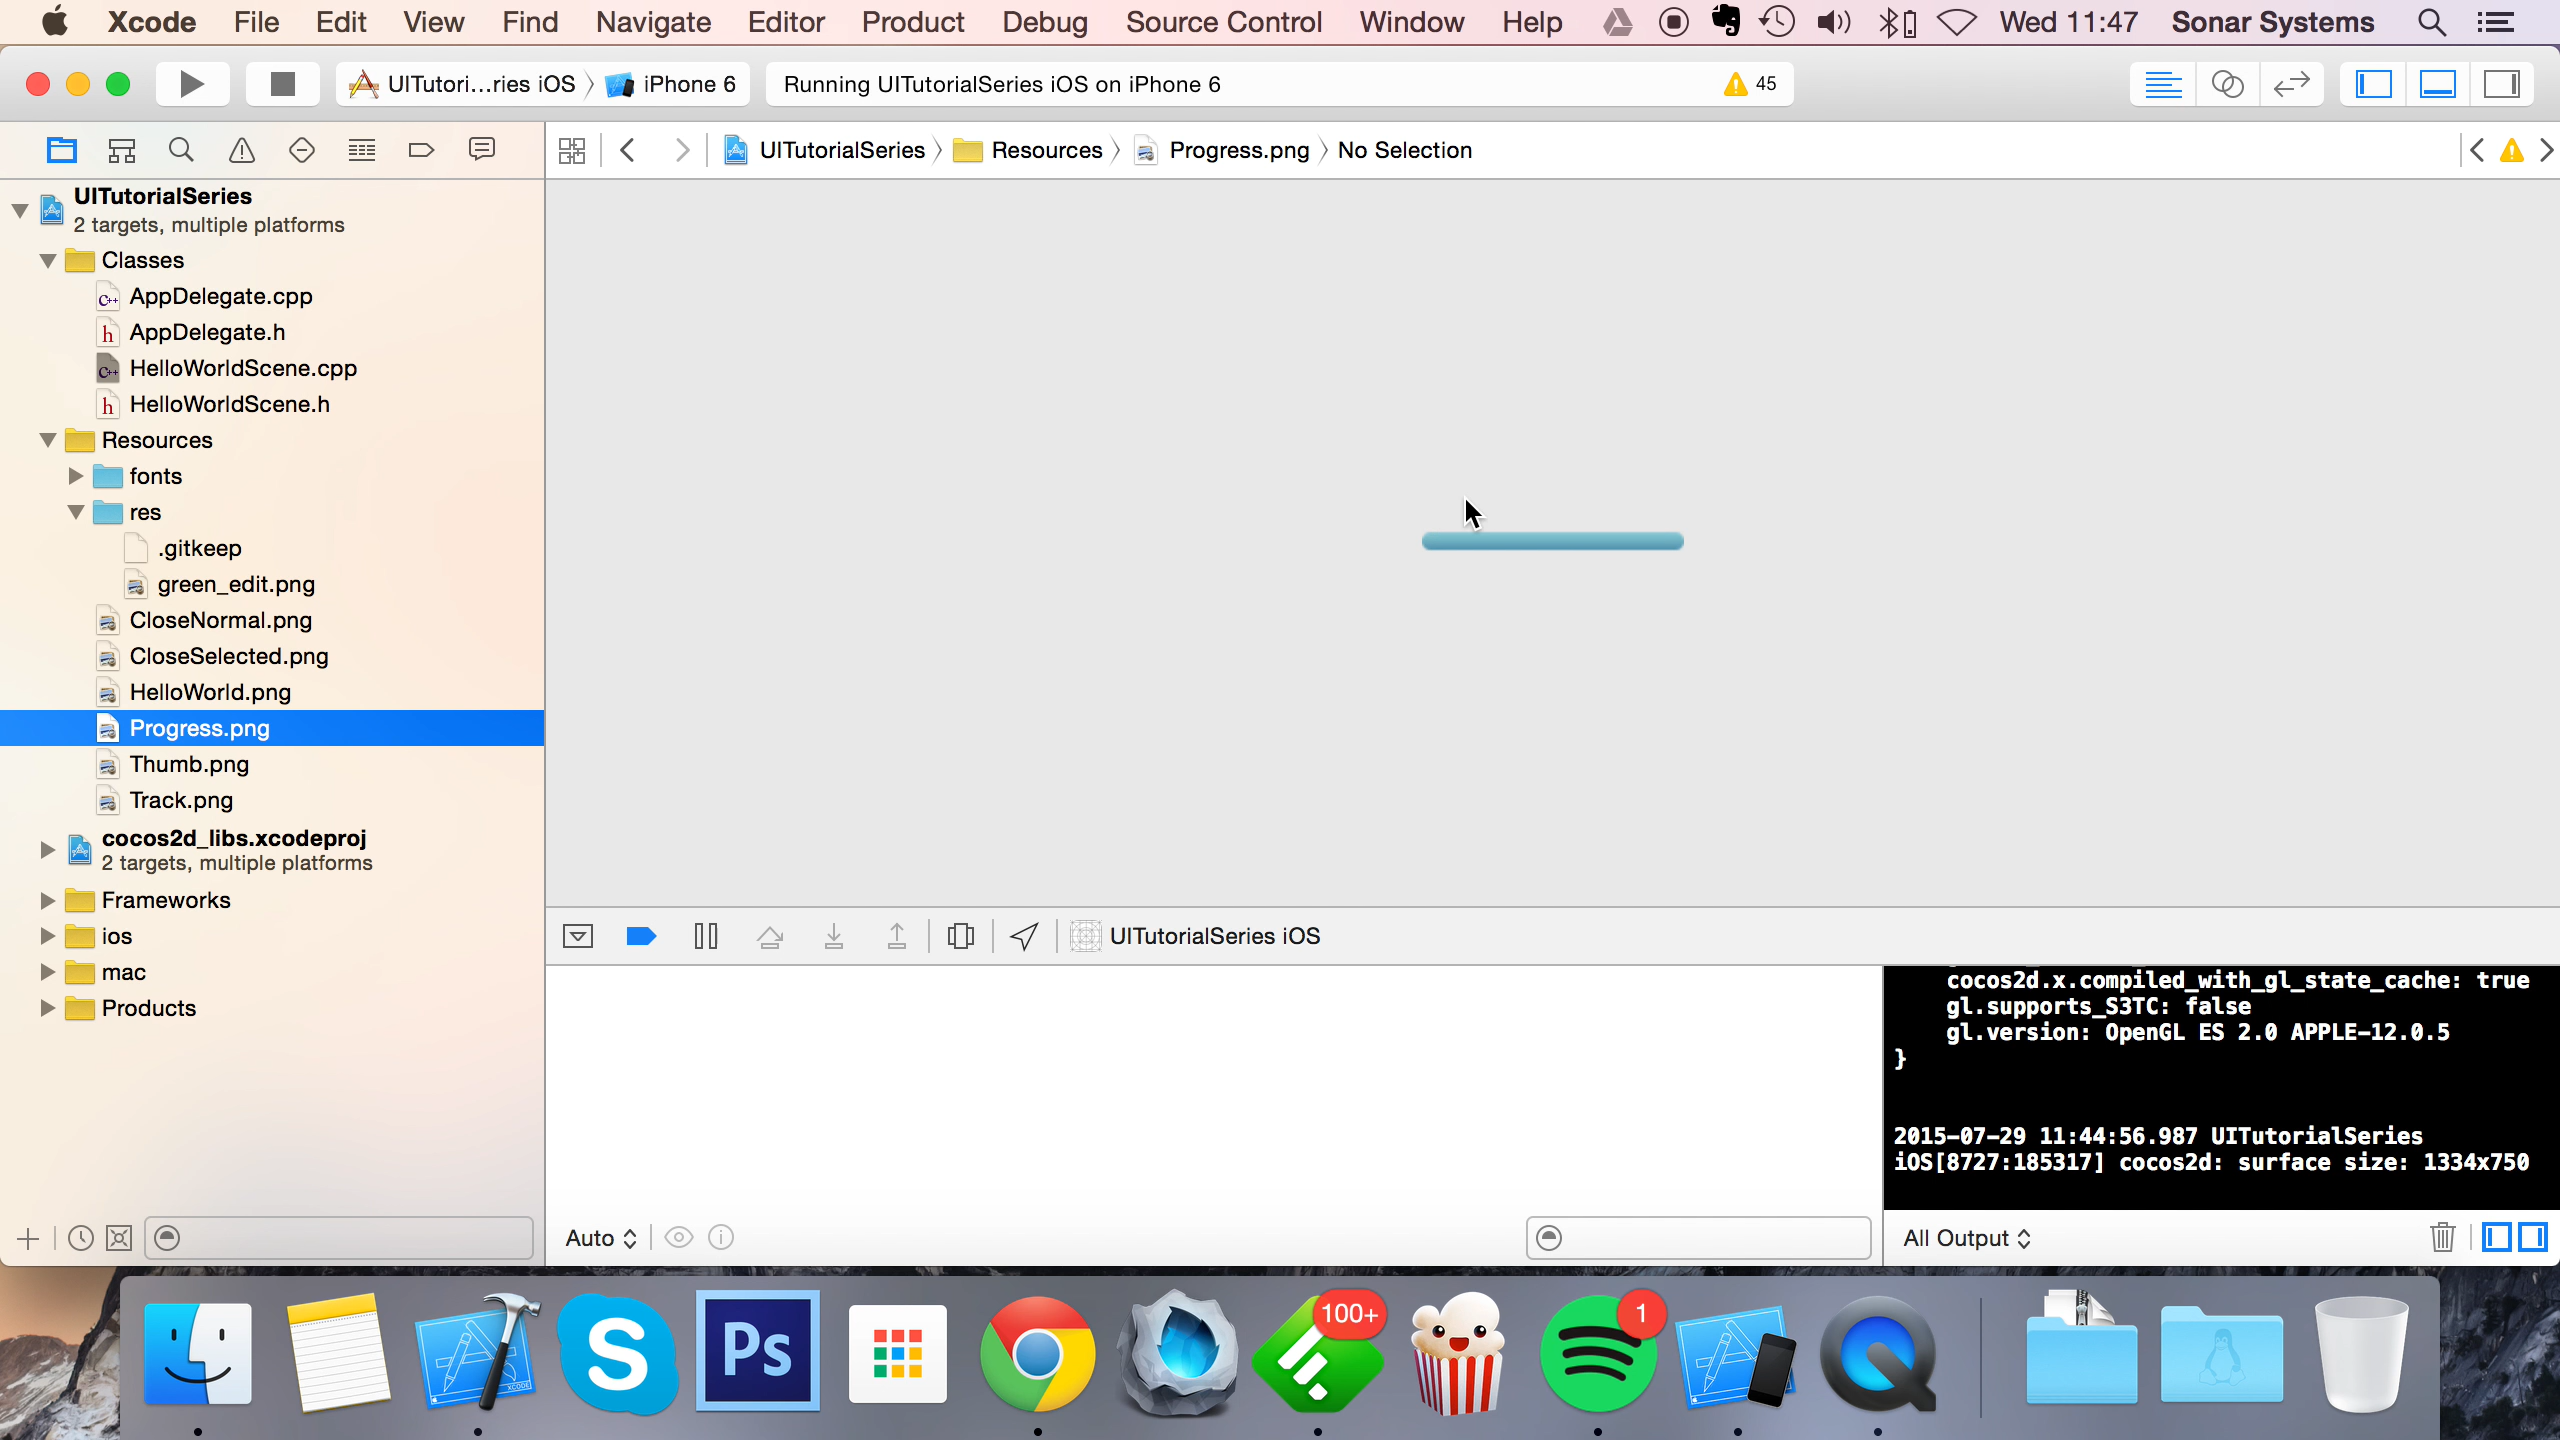 Xcode File Edit View Find Navigate Editor Product Debug Source Control Window Help Wed 11:47 Sonar Systems
UITutori...ries iOS iPhone 6 Running UITutorialSeries iOS on iPhone 6 45
UITutorialSeries Resources Progress.png No Selection
UITutorialSeries
2 targets, multiple platforms
Classes
C++ AppDelegate.cpp
h AppDelegate.h
C++ HelloWorldScene.cpp
h HelloWorldScene.h
Resources
fonts
res
.gitkeep
green_edit.png
CloseNormal.png
CloseSelected.png
HelloWorld.png
Progress.png
Thumb.png
Track.png
cocos2d_libs.xcodeproj
2 targets, multiple platforms
Frameworks
ios
mac
Products
UITutorialSeries iOS
cocos2d.x.compiled_with_gl_state_cache: true
gl.supports_S3TC: false
gl.version: OpenGL ES 2.0 APPLE-12.0.5
}
2015-07-29 11:44:56.987 UITutorialSeries
iOS[8727:185317] cocos2d: surface size: 1334x750
Auto
All Output
XCODE
S
Ps
100+
1